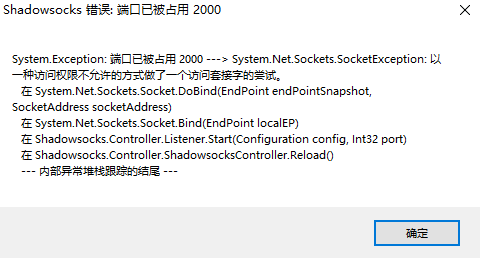 Shadowsocks 错误: 端口已被占用 2000
System.Exception: 端口已被占用 2000 ---> System.Net.Sockets.SocketException: 以
一种访问权限不允许的方式做了一个访问套接字的尝试。
在 System.Net.Sockets.Socket.DoBind(EndPoint endPointSnapshot,
SocketAddress socketAddress)
在 System.Net.Sockets.Socket.Bind(EndPoint localEP)
在 Shadowsocks.Controller.Listener.Start(Configuration config, Int32 port)
在 Shadowsocks.Controller.ShadowsocksController.Reload()
--- 内部异常堆栈跟踪的结尾 ---
确定